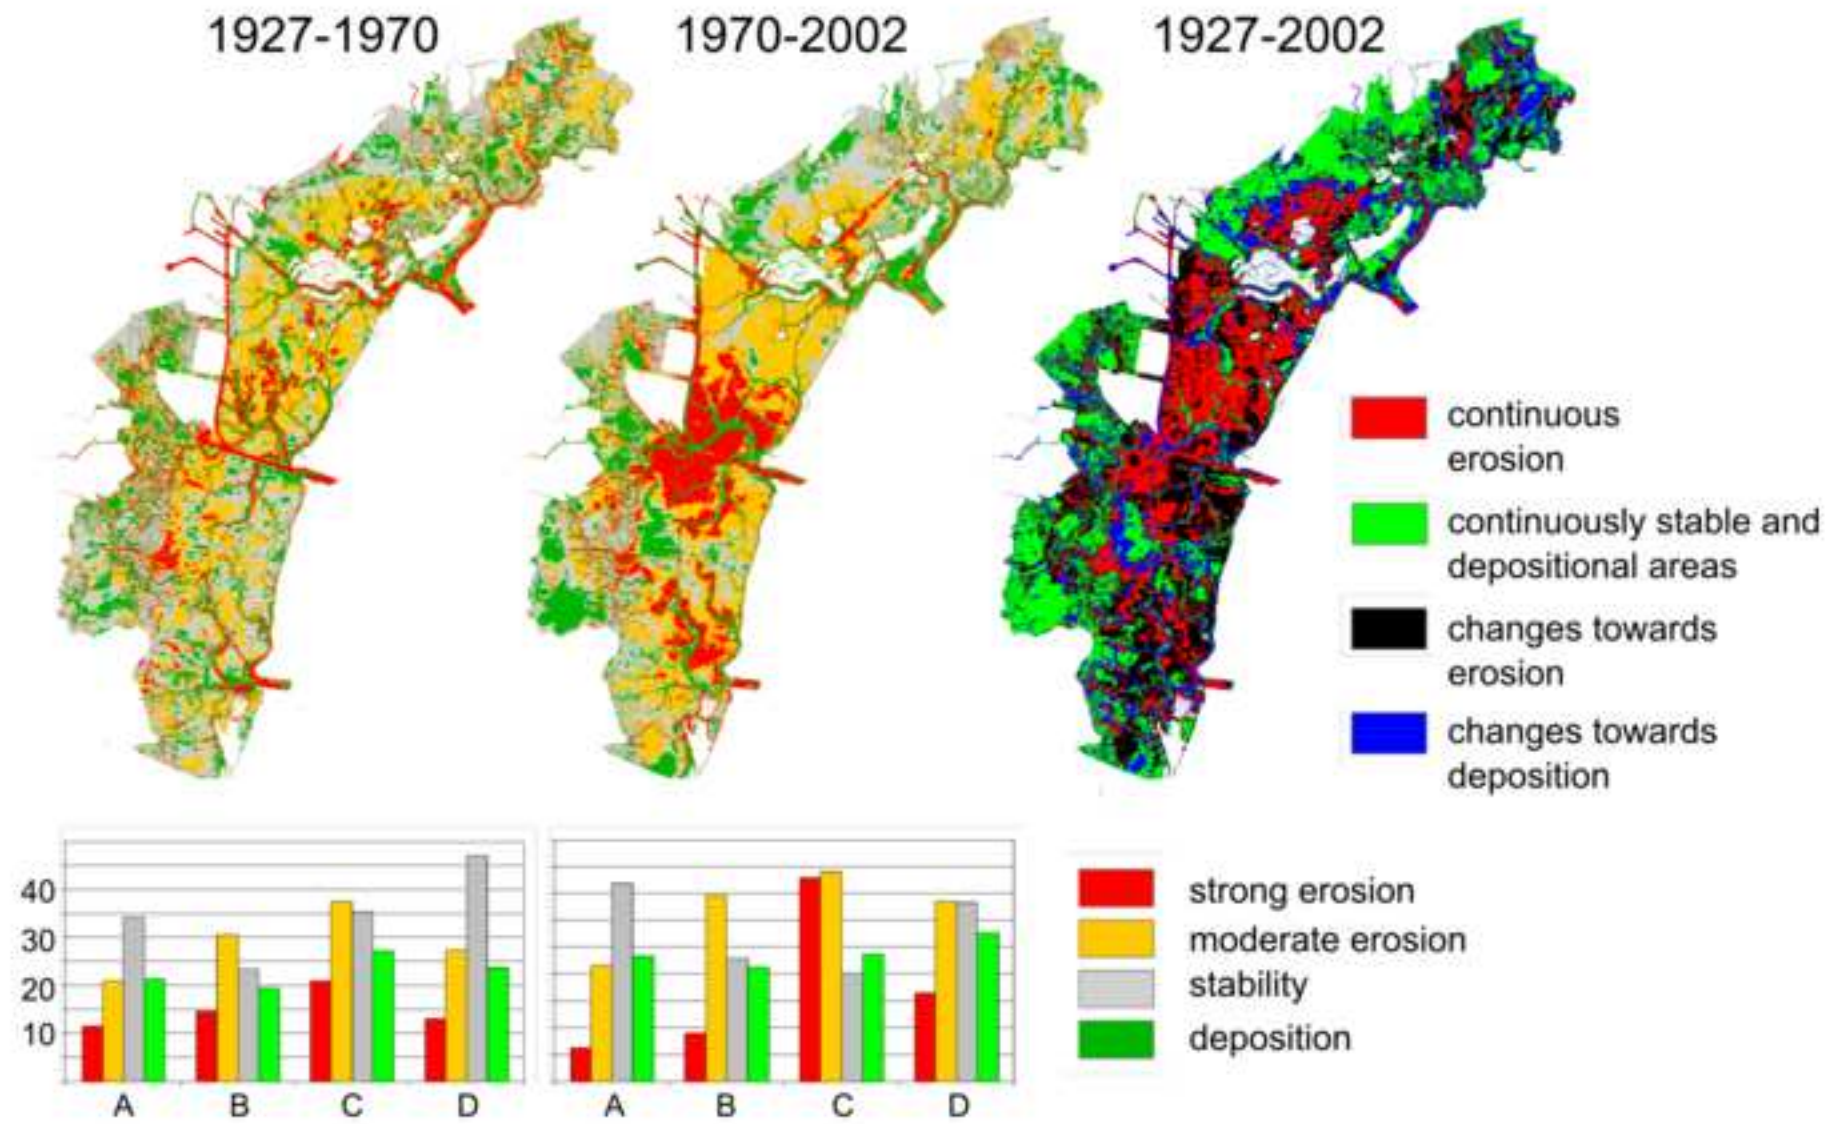 1927-1970
1970-2002
1927-2002
continuous
erosion
continuously stable and
depositional areas
changes towards
erosion
changes towards
deposition
40
30
20
10
A B C D
A B C D
strong erosion
moderate erosion
stability
deposition